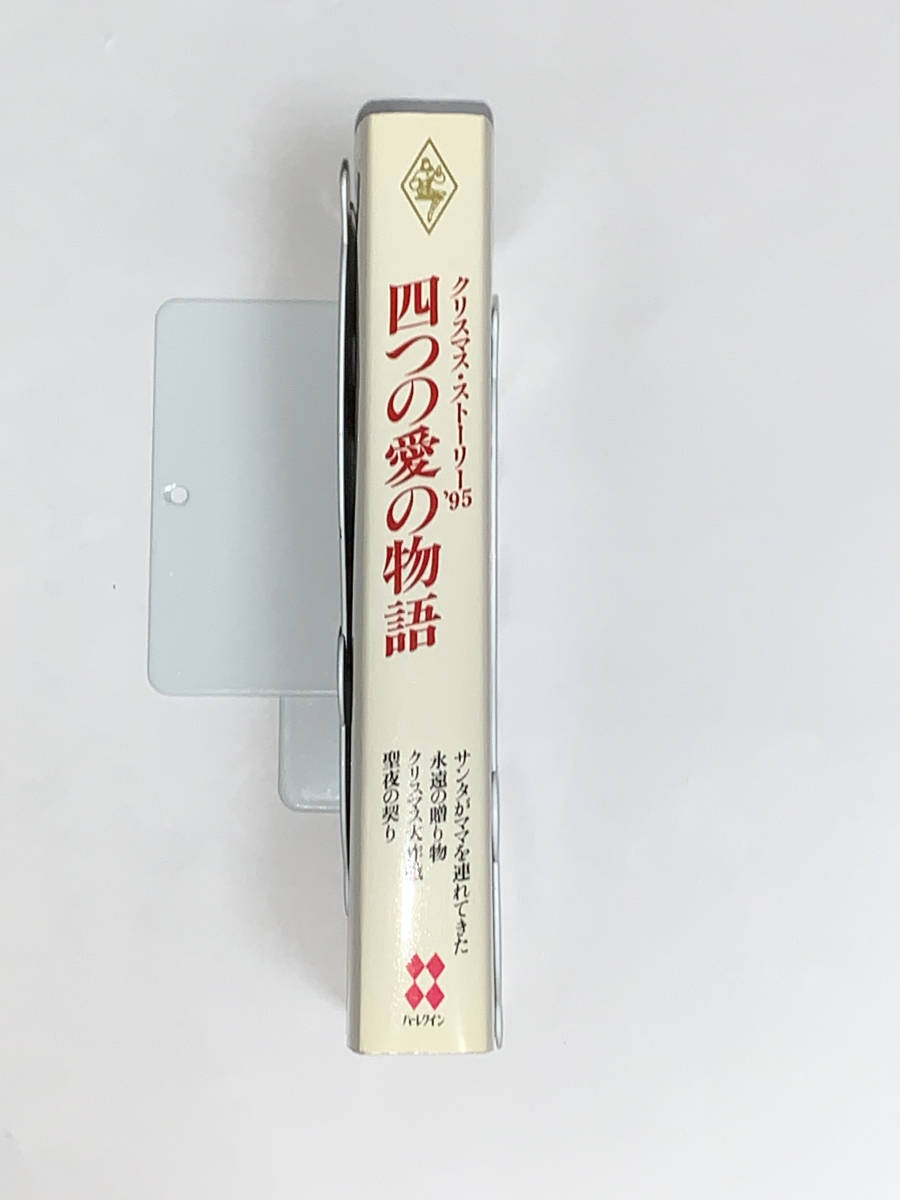 クリスマス・ストーリー'95
四つの愛の物語
サンタがママを連れてきた
永遠の贈り物
クリスマス大作戦
聖夜の契り
ハーレクイン